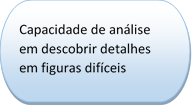 Capacidade de análise
em descobrir detalhes
em figuras difíceis